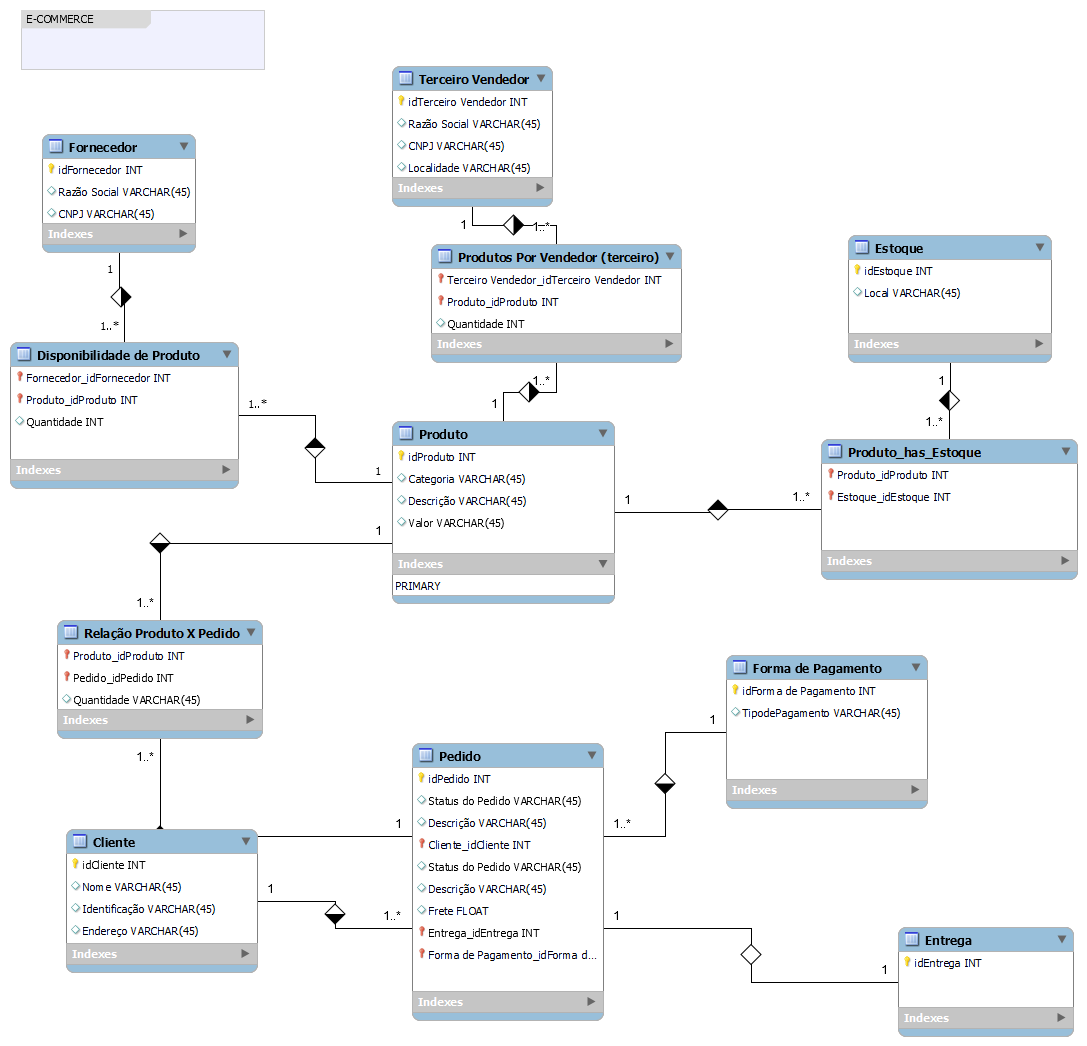 E-COMMERCE
Terceiro Vendedor
idTerceiro Vendedor INT
Razão Social VARCHAR(45)
CNPJ VARCHAR(45)
Localidade VARCHAR(45)
Indexes
1
1..*
Fornecedor
idFornecedor INT
Razão Social VARCHAR(45)
CNPJ VARCHAR(45)
Indexes
1
1..*
Produtos Por Vendedor (terceiro)
Terceiro Vendedor_idTerceiro Vendedor INT
Produto_idProduto INT
Quantidade INT
Indexes
1..*
1
Estoque
idEstoque INT
Local VARCHAR(45)
Indexes
1
1..*
Disponibilidade de Produto
Fornecedor_idFornecedor INT
Produto_idProduto INT
Quantidade INT
Indexes
1..*
1
Produto
idProduto INT
Categoria VARCHAR(45)
Descrição VARCHAR(45)
Valor VARCHAR(45)
Indexes
PRIMARY
1
1..*
Produto_has_Estoque
Produto_idProduto INT
Estoque_idEstoque INT
Indexes
1
1..*
Relação Produto X Pedido
Produto_idProduto INT
Pedido_idPedido INT
Quantidade VARCHAR(45)
Indexes
1..*
1
Forma de Pagamento
idForma de Pagamento INT
TipodePagamento VARCHAR(45)
Indexes
1
1..*
Pedido
idPedido INT
Status do Pedido VARCHAR(45)
Descrição VARCHAR(45)
Cliente_idCliente INT
Status do Pedido VARCHAR(45)
Descrição VARCHAR(45)
Frete FLOAT
Entrega_idEntrega INT
Forma de Pagamento_idForma d...
Indexes
Cliente
idCliente INT
Nome VARCHAR(45)
Identificação VARCHAR(45)
Endereço VARCHAR(45)
Indexes
1
1..*
1
1
Entrega
idEntrega INT
Indexes